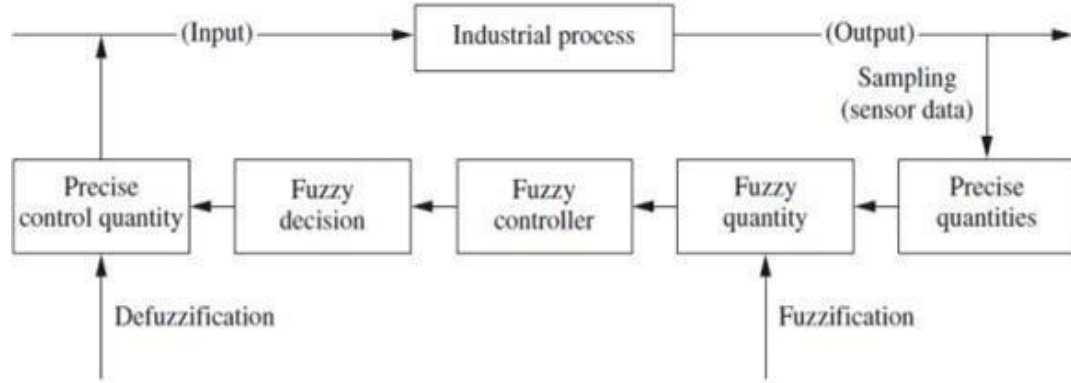 (Input)
Industrial process
(Output)
Sampling
(sensor data)
Precise
control quantity
Fuzzy
decision
Fuzzy
controller
Fuzzy
quantity
Precise
quantities
Defuzzification
Fuzzification